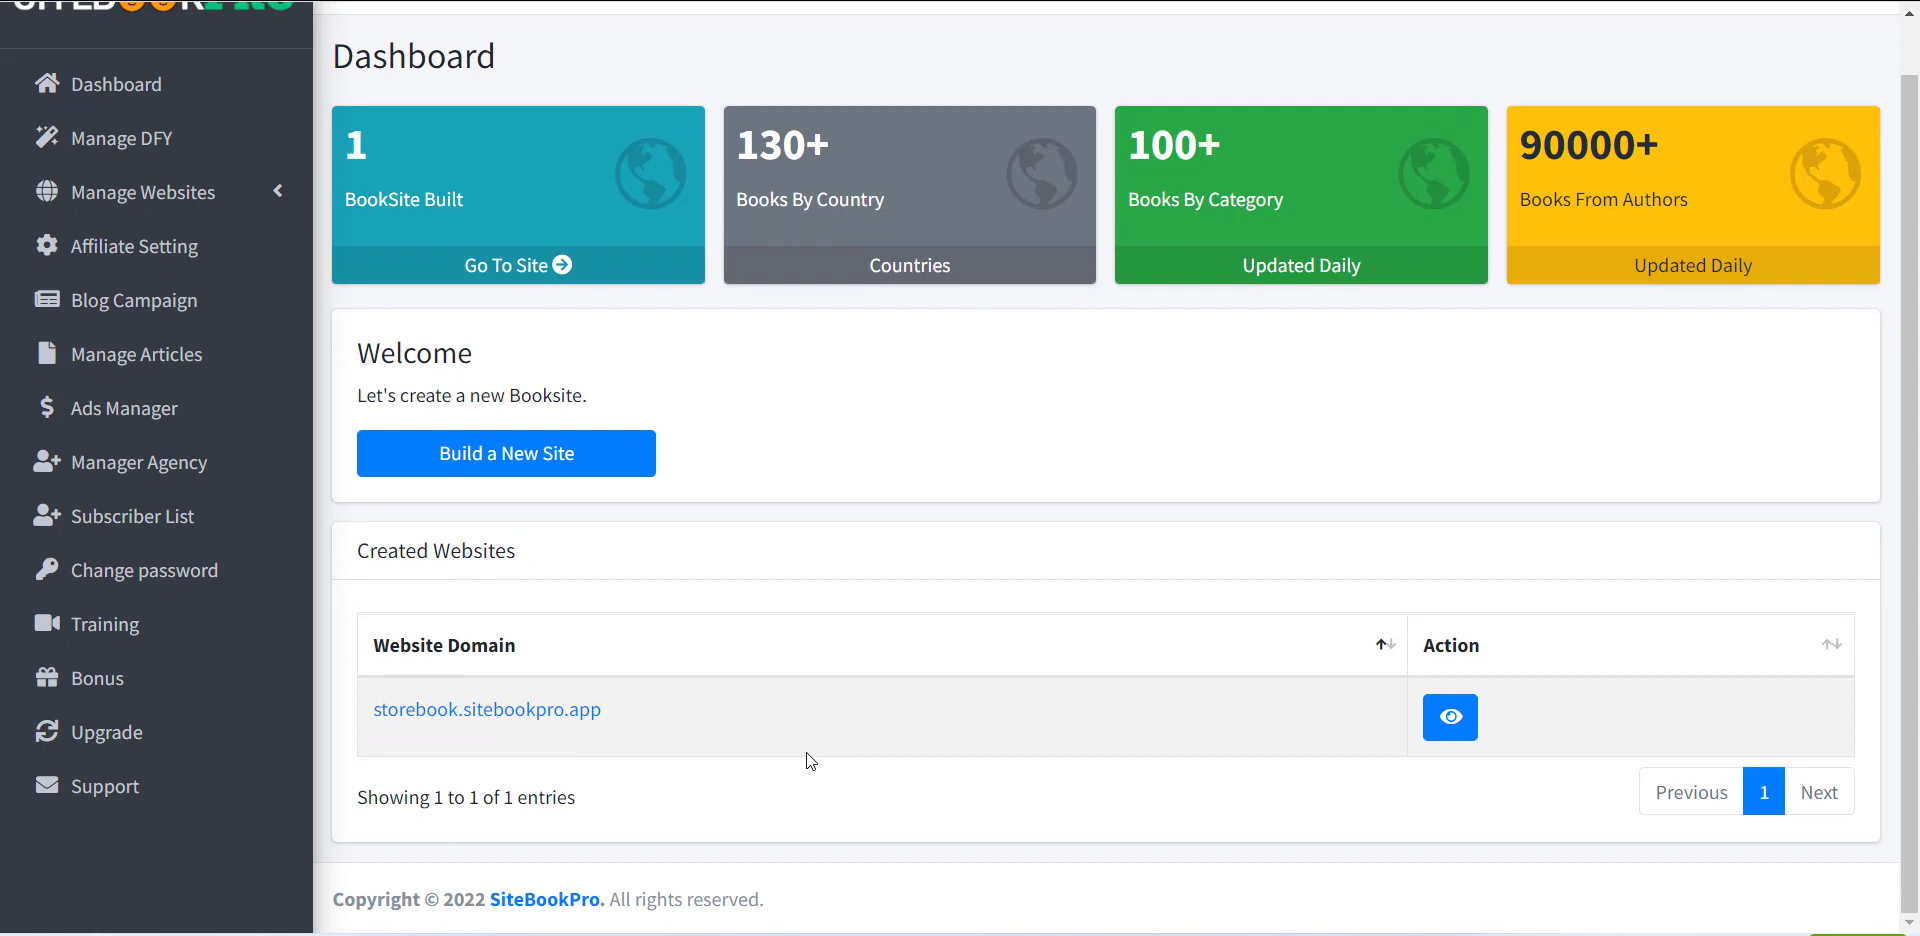 SITEBOOKPRO
Dashboard
Manage DFY
Manage Websites
Affiliate Setting
Blog Campaign
Manage Articles
Ads Manager
Manager Agency
Subscriber List
Change password
Training
Bonus
Upgrade
Support
Dashboard
1
BookSite Built
Go To Site
130+
Books By Country
Countries
100+
Books By Category
Updated Daily
90000+
Books From Authors
Updated Daily
Welcome
Let's create a new Booksite.
Build a New Site
Created Websites
Website Domain Action
storebook.sitebookpro.app
Showing 1 to 1 of 1 entries
Previous 1 Next
Copyright © 2022 SiteBookPro. All rights reserved.